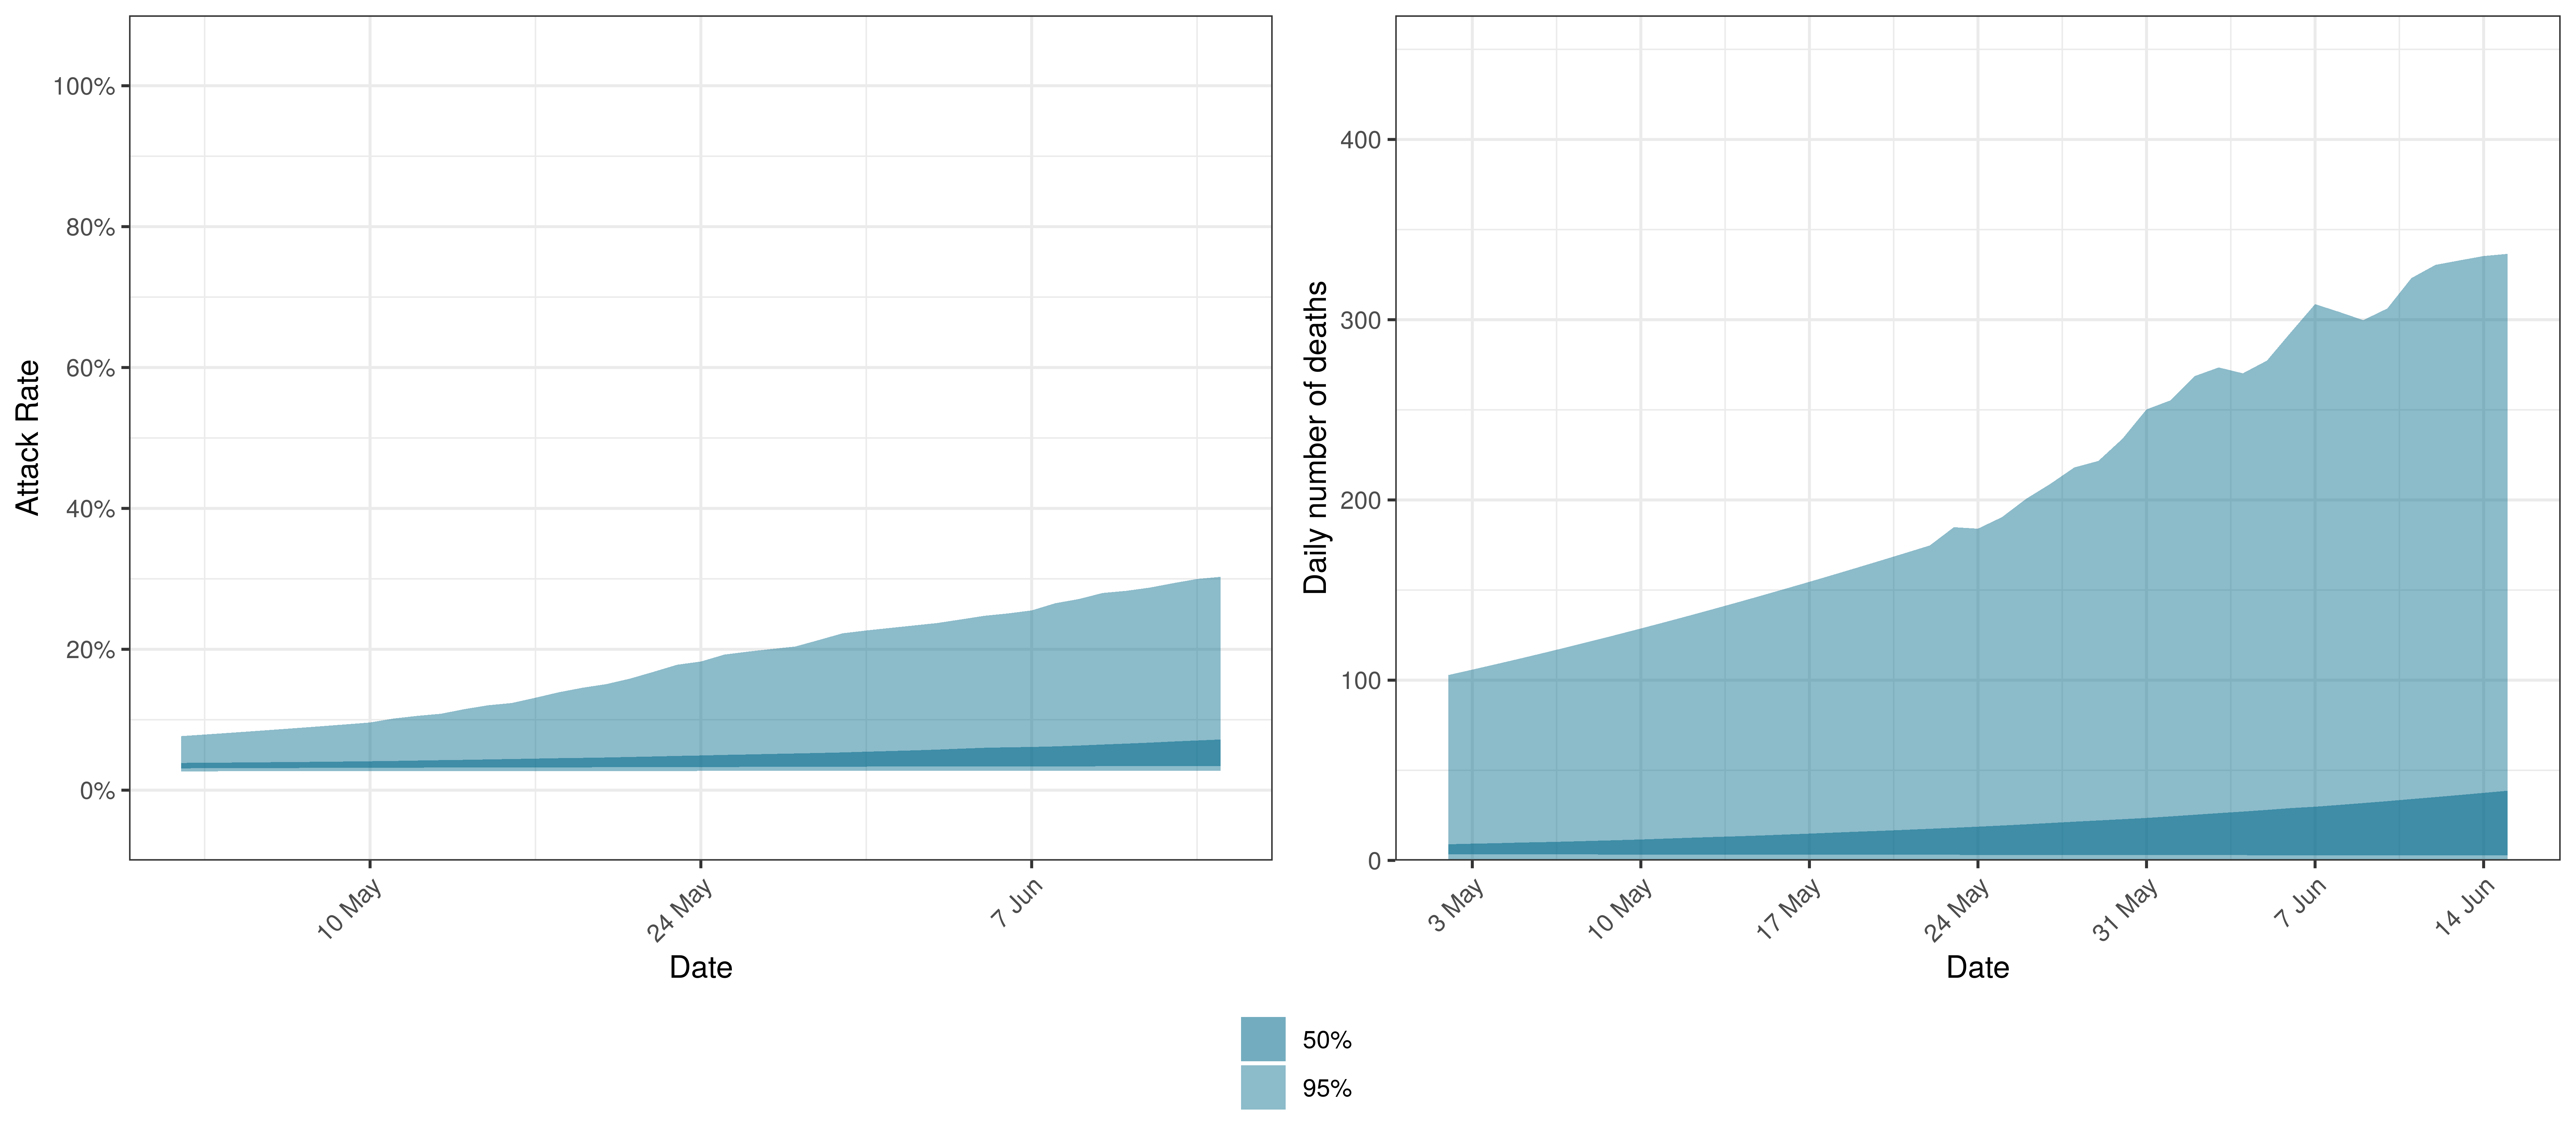 Attack Rate
100%
80%
60%
40%
20%
0%
10 May
24 May
7 Jun
Date
Daily number of deaths
400
300
200
100
0
3 May
10 May
17 May
24 May
31 May
7 Jun
14 Jun
Date
50%
95%